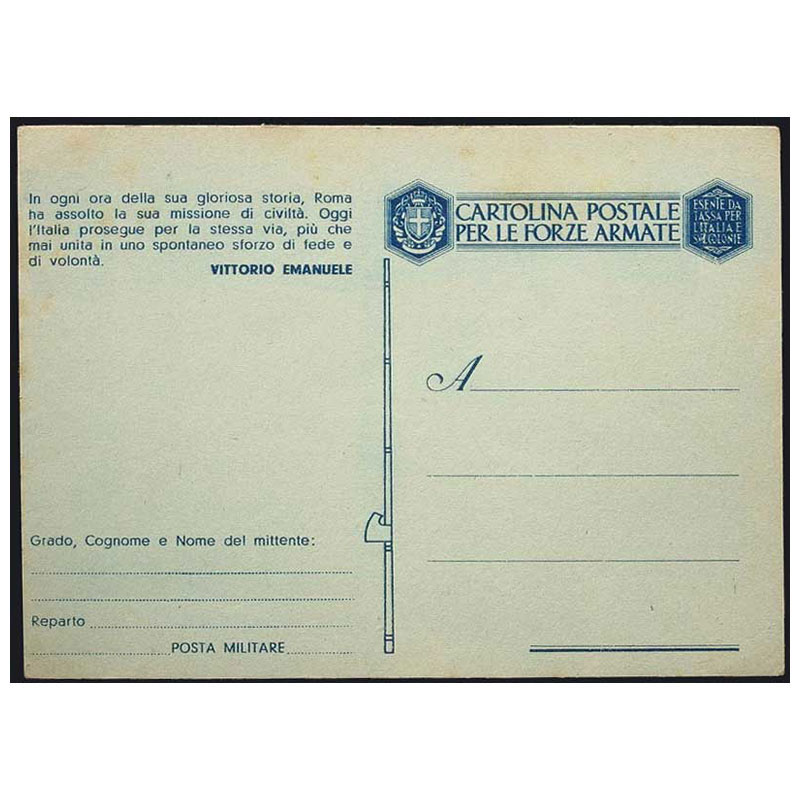 In ogni ora della sua gloriosa storia, Roma
ha assolto la sua missione di civiltà. Oggi
l'Italia prosegue per la stessa via, più che
mai unita in uno spontaneo sforzo di fede e
di volontà.
VITTORIO EMANUELE
CARTOLINA POSTALE
PER LE FORZE ARMATE
ESENTE DA
TASSA PER
L'ITALIA E
SUE COLONIE
A
Grado, Cognome e Nome del mittente:
Reparto
POSTA MILITARE